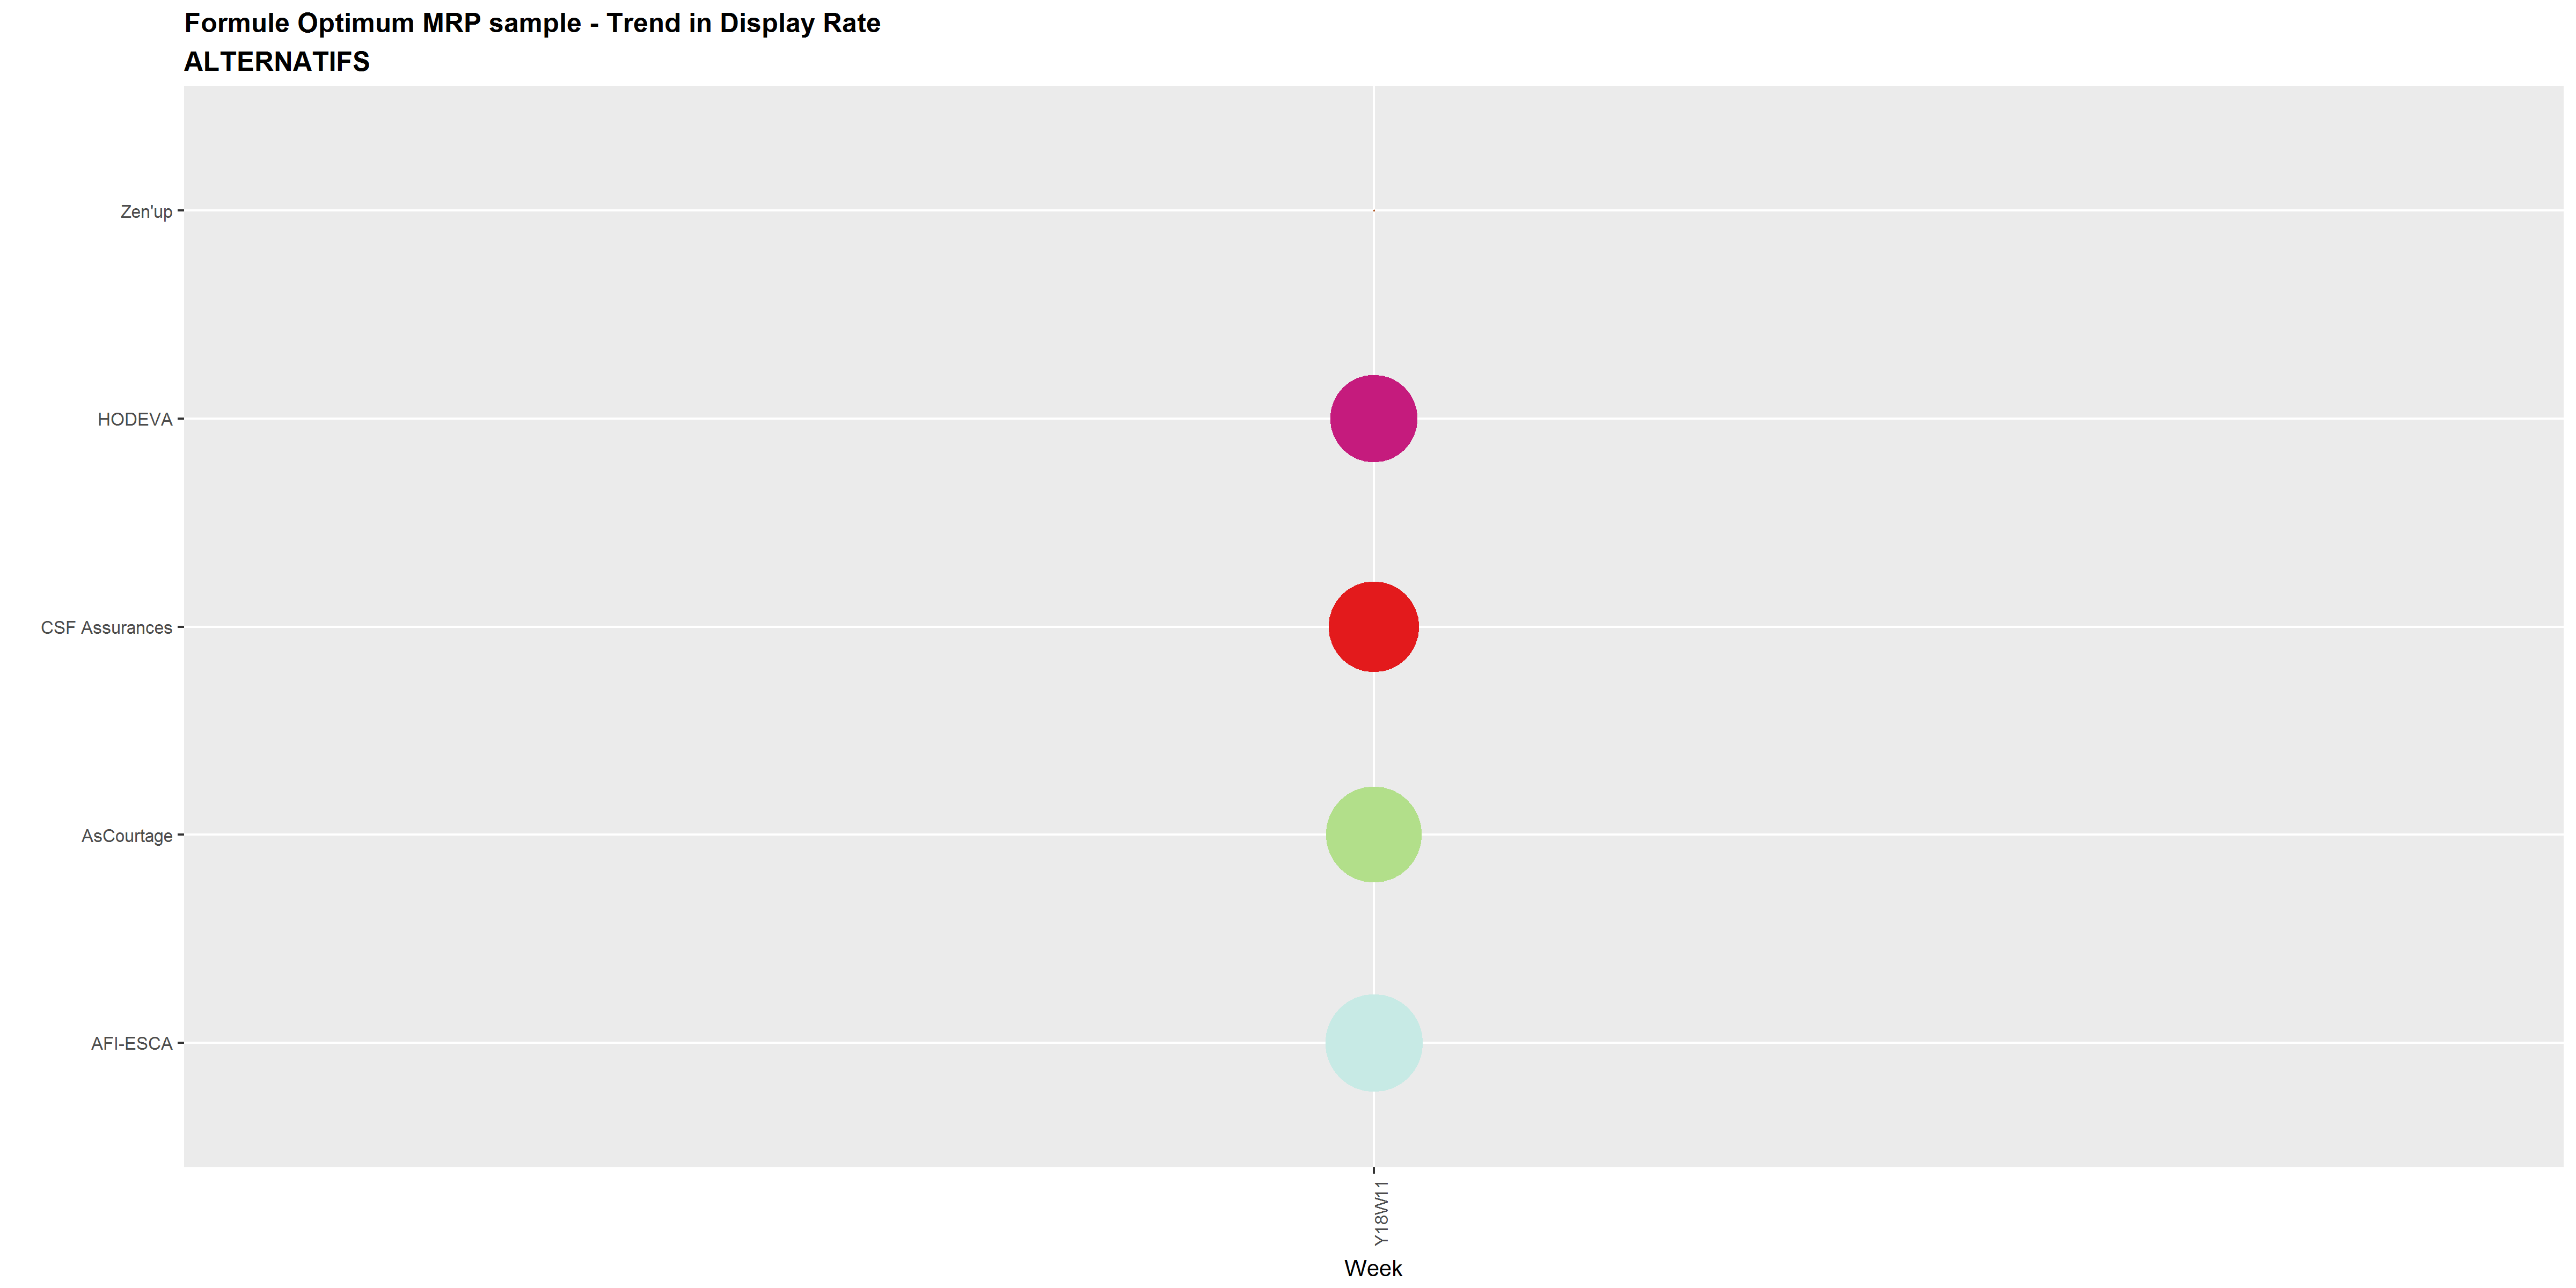 Formule Optimum MRP sample - Trend in Display Rate
ALTERNATIFS
Zen'up
HODEVA
CSF Assurances
AsCourtage
AFI-ESCA
Y18W11
Week